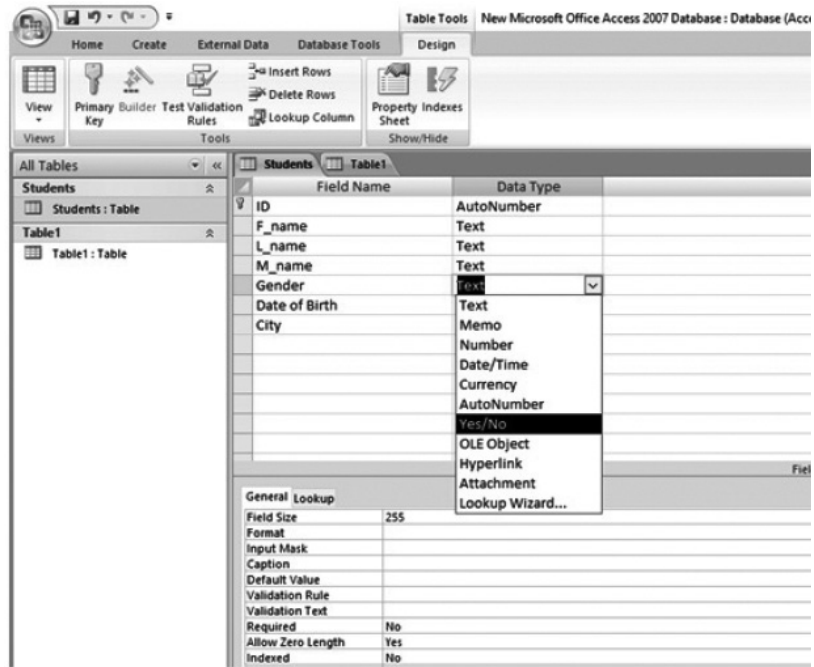 Table Tools New Microsoft Office Access 2007 Database : Database (Acc
Home Create External Data Database Tools Design
View
Primary Key
Builder
Test Validation Rules
Insert Rows
Delete Rows
Lookup Column
Property Sheet
Indexes
Views Tools Show/Hide
All Tables
Students
Students : Table
Table1
Table1 : Table
Students Table1
Field Name Data Type
ID AutoNumber
F_name Text
L_name Text
M_name Text
Gender Text
Date of Birth
City
Text
Memo
Number
Date/Time
Currency
AutoNumber
Yes/No
OLE Object
Hyperlink
Attachment
Lookup Wizard...
Fiel
General Lookup
Field Size 255
Format
Input Mask
Caption
Default Value
Validation Rule
Validation Text
Required No
Allow Zero Length Yes
Indexed No